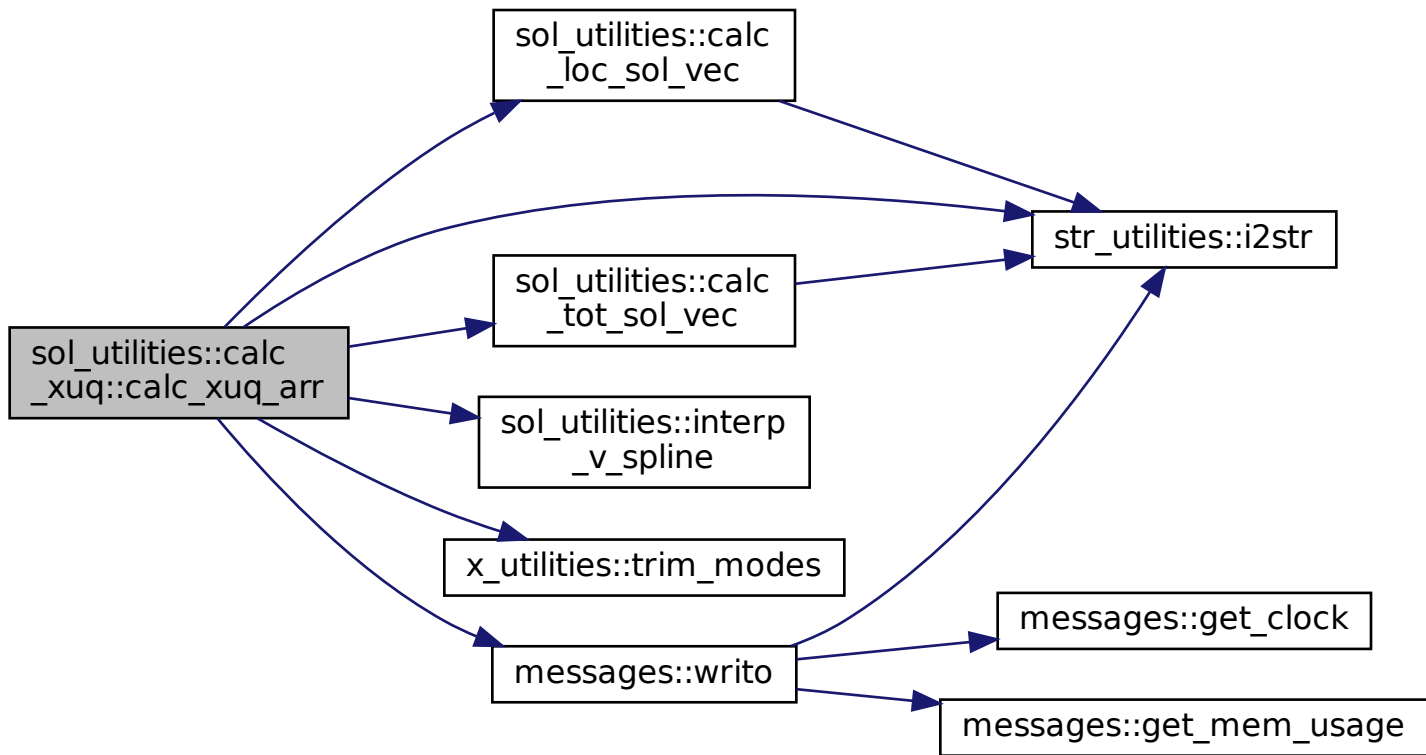 sol_utilities::calc
_loc_sol_vec
str_utilities::i2str
sol_utilities::calc
_tot_sol_vec
sol_utilities::calc
_xuq::calc_xuq_arr
sol_utilities::interp
_v_spline
x_utilities::trim_modes
messages::get_clock
messages::writo
messages::get_mem_usage